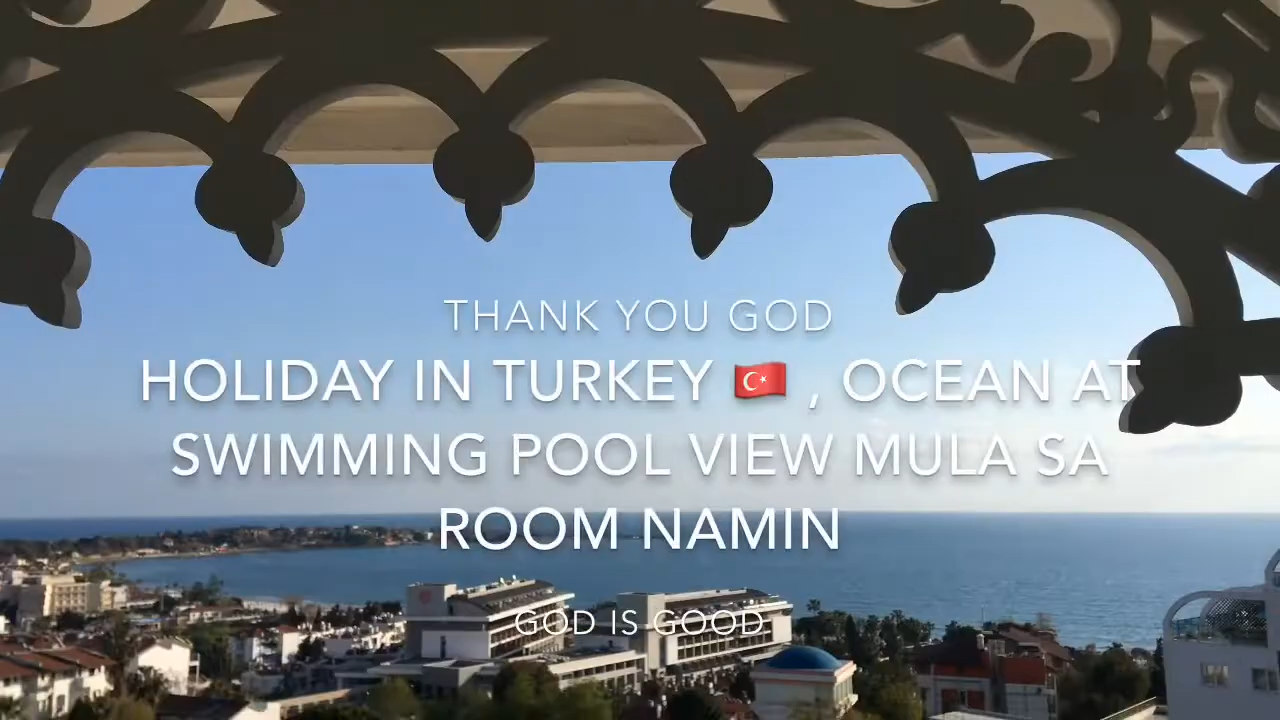 THANK YOU GOD
HOLIDAY IN TURKEY 🇹🇷 , OCEAN AT
SWIMMING POOL VIEW MULA SA
ROOM NAMIN
GOD IS GOOD